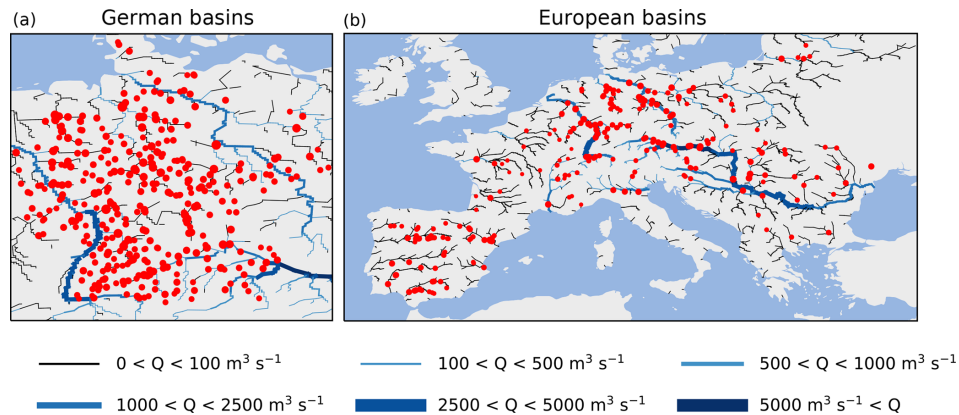 (a) German basins
(b) European basins
0 < Q < 100 m³ s⁻¹
100 < Q < 500 m³ s⁻¹
500 < Q < 1000 m³ s⁻¹
1000 < Q < 2500 m³ s⁻¹
2500 < Q < 5000 m³ s⁻¹
5000 m³ s⁻¹ < Q